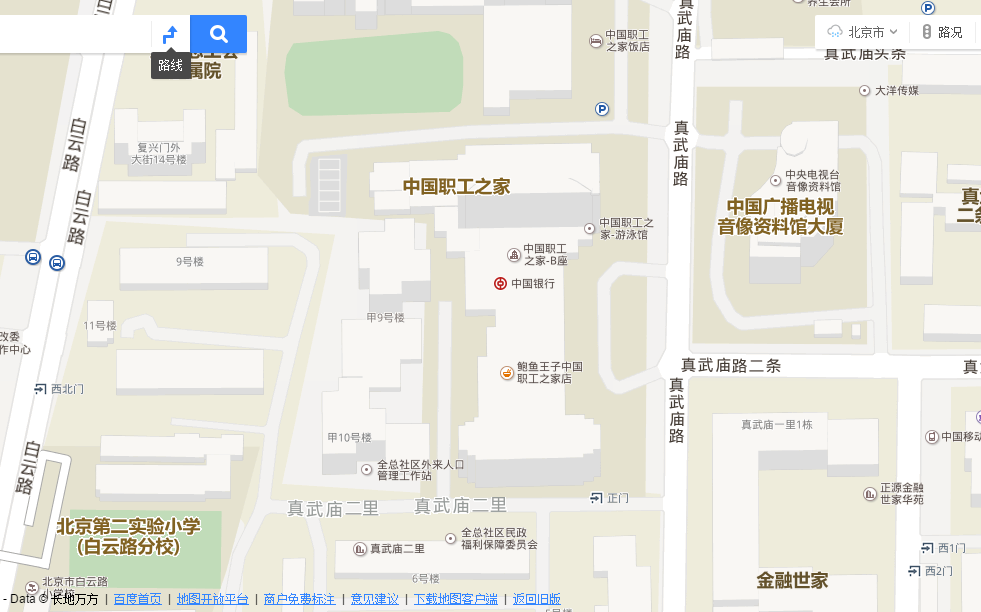 养生会所
真武庙路
中国职工
之家饭店
北京市
路况
真武庙头条
属院
路线
大洋传媒
白云路
复兴门外
大街14号楼
真武庙路
中央电视台
音像资料馆
中国职工之家
中国广播电视
音像资料馆大厦
白云路
中国职工之
家-游泳馆
9号楼
中国职工
之家-B座
中国银行
11号楼
甲9号楼
改委
作中心
鲍鱼王子中国
职工之家店
真武庙路二条
西北门
真武庙路
真武庙一里1栋
甲10号楼
中国移动
白云路
全总社区外来人口
管理工作站
正源金融
世家华苑
正门
真武庙二里
真武庙二里
北京第二实验小学
(白云路分校)
全总社区民政
福利保障委员会
真武庙二里
西1门
6号楼
西2门
金融世家
北京市白云路
小学校
- Data © 长地万方 | 百度首页 | 地图开放平台 | 商户免费标注 | 意见建议 | 下载地图客户端 | 返回旧版